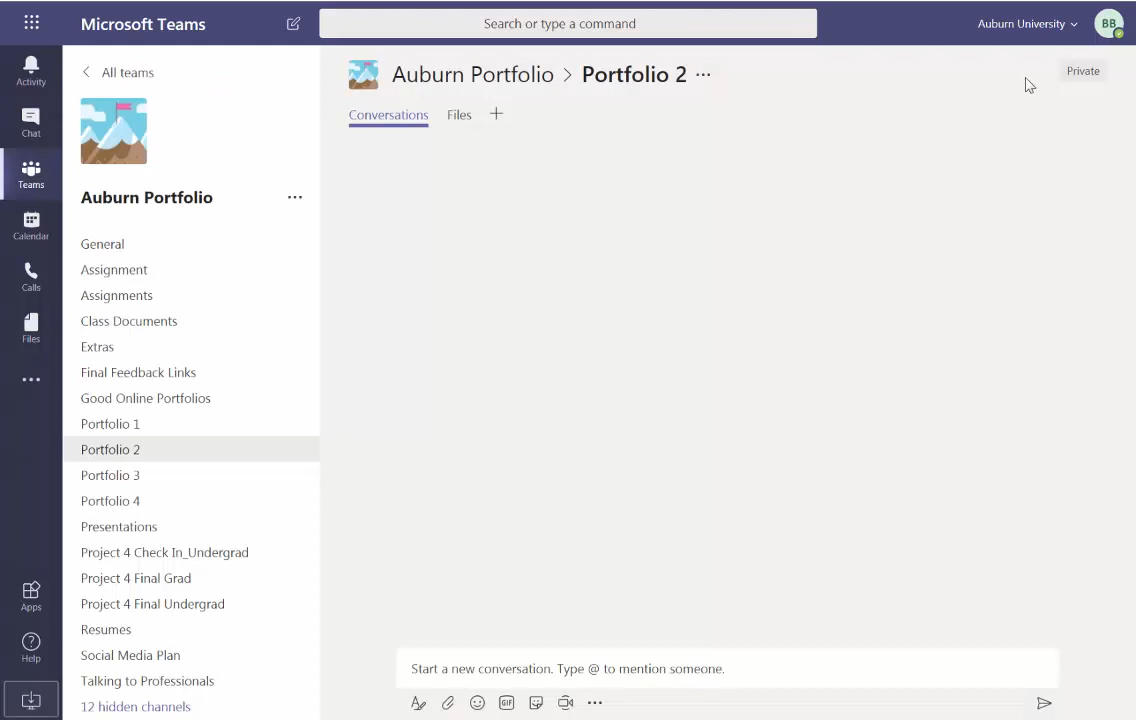 Microsoft Teams
Search or type a command
Auburn University
BB
Activity
Chat
Teams
Calendar
Calls
Files
Apps
Help
All teams
Auburn Portfolio
General
Assignment
Assignments
Class Documents
Extras
Final Feedback Links
Good Online Portfolios
Portfolio 1
Portfolio 2
Portfolio 3
Portfolio 4
Presentations
Project 4 Check In_Undergrad
Project 4 Final Grad
Project 4 Final Undergrad
Resumes
Social Media Plan
Talking to Professionals
12 hidden channels
Auburn Portfolio > Portfolio 2 ···
Private
Conversations Files +
Start a new conversation. Type @ to mention someone.
GIF